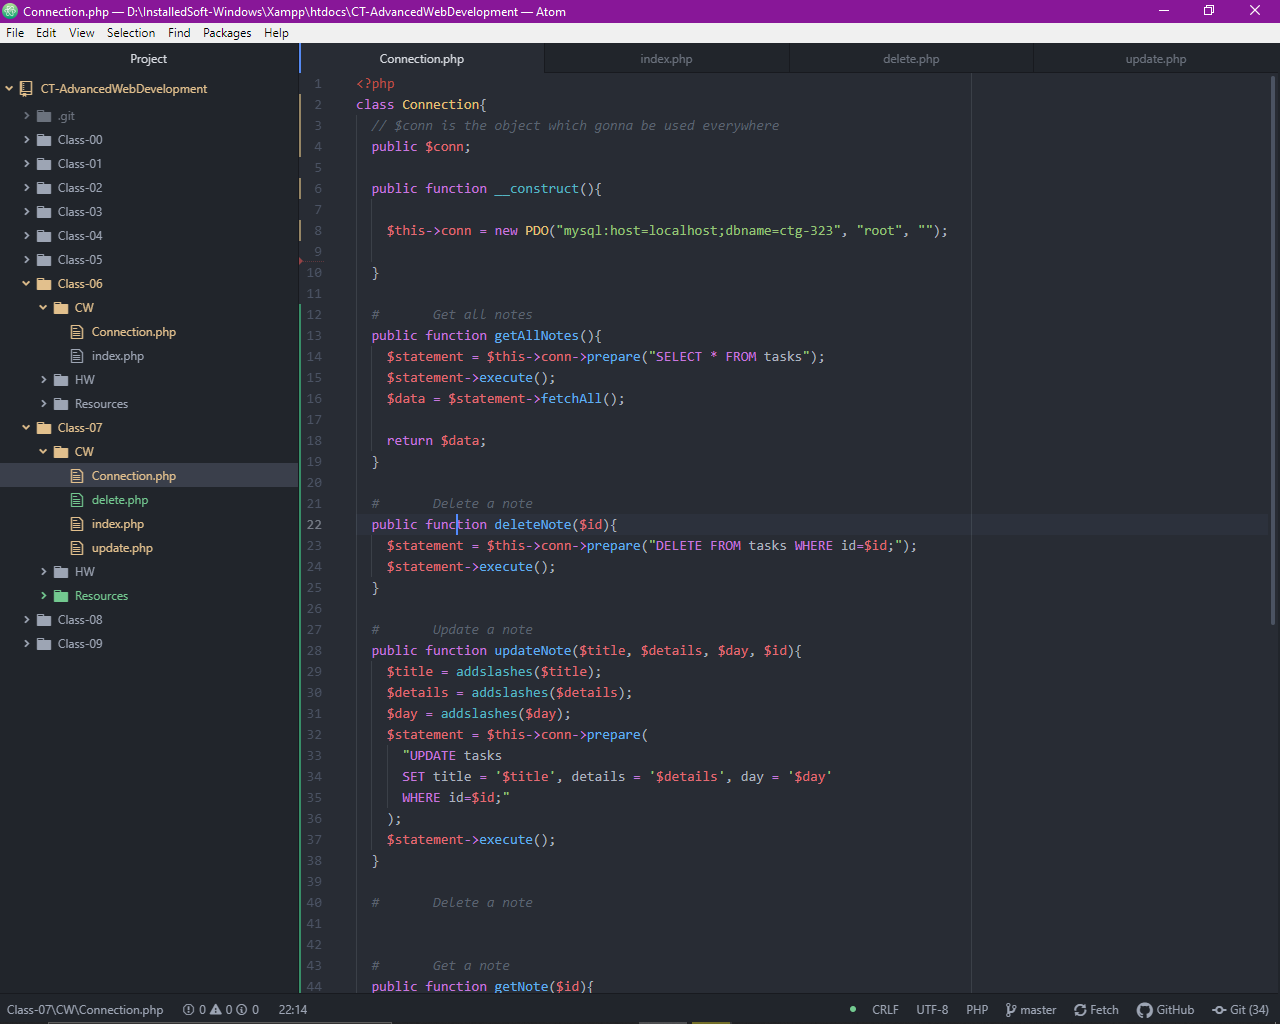 Connection.php — D:\InstalledSoft-Windows\Xampp\htdocs\CT-AdvancedWebDevelopment — Atom
File Edit View Selection Find Packages Help
Project
CT-AdvancedWebDevelopment
.git
Class-00
Class-01
Class-02
Class-03
Class-04
Class-05
Class-06
CW
Connection.php
index.php
HW
Resources
Class-07
CW
Connection.php
delete.php
index.php
update.php
HW
Resources
Class-08
Class-09
Connection.php index.php delete.php update.php
1 <?php
2 class Connection{
3 // $conn is the object which gonna be used everywhere
4 public $conn;
5
6 public function __construct(){
7
8 $this->conn = new PDO("mysql:host=localhost;dbname=ctg-323", "root", "");
9
10 }
11
12 # Get all notes
13 public function getAllNotes(){
14 $statement = $this->conn->prepare("SELECT * FROM tasks");
15 $statement->execute();
16 $data = $statement->fetchAll();
17
18 return $data;
19 }
20
21 # Delete a note
22 public function deleteNote($id){
23 $statement = $this->conn->prepare("DELETE FROM tasks WHERE id=$id;");
24 $statement->execute();
25 }
26
27 # Update a note
28 public function updateNote($title, $details, $day, $id){
29 $title = addslashes($title);
30 $details = addslashes($details);
31 $day = addslashes($day);
32 $statement = $this->conn->prepare(
33 "UPDATE tasks
34 SET title = '$title', details = '$details', day = '$day'
35 WHERE id=$id;"
36 );
37 $statement->execute();
38 }
39
40 # Delete a note
41
42
43 # Get a note
44 public function getNote($id){
Class-07\CW\Connection.php 0 0 0 22:14 CRLF UTF-8 PHP master Fetch GitHub Git (34)